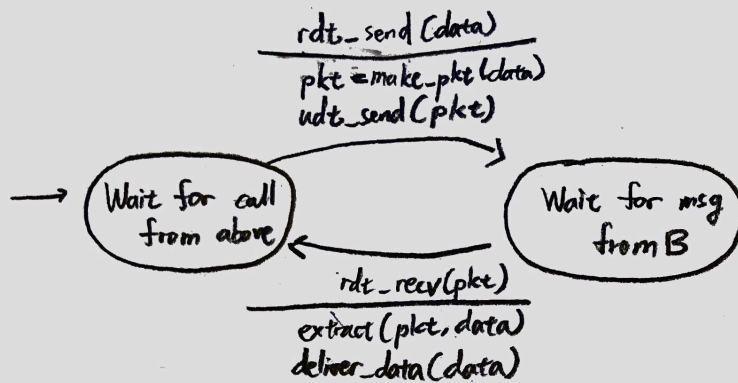 rdt_send(data)
pkt=make_pkt(data)
udt_send(pkt)
Wait for call
from above
Wait for msg
from B
rdt_recv(pkt)
extract(pkt, data)
deliver_data(data)